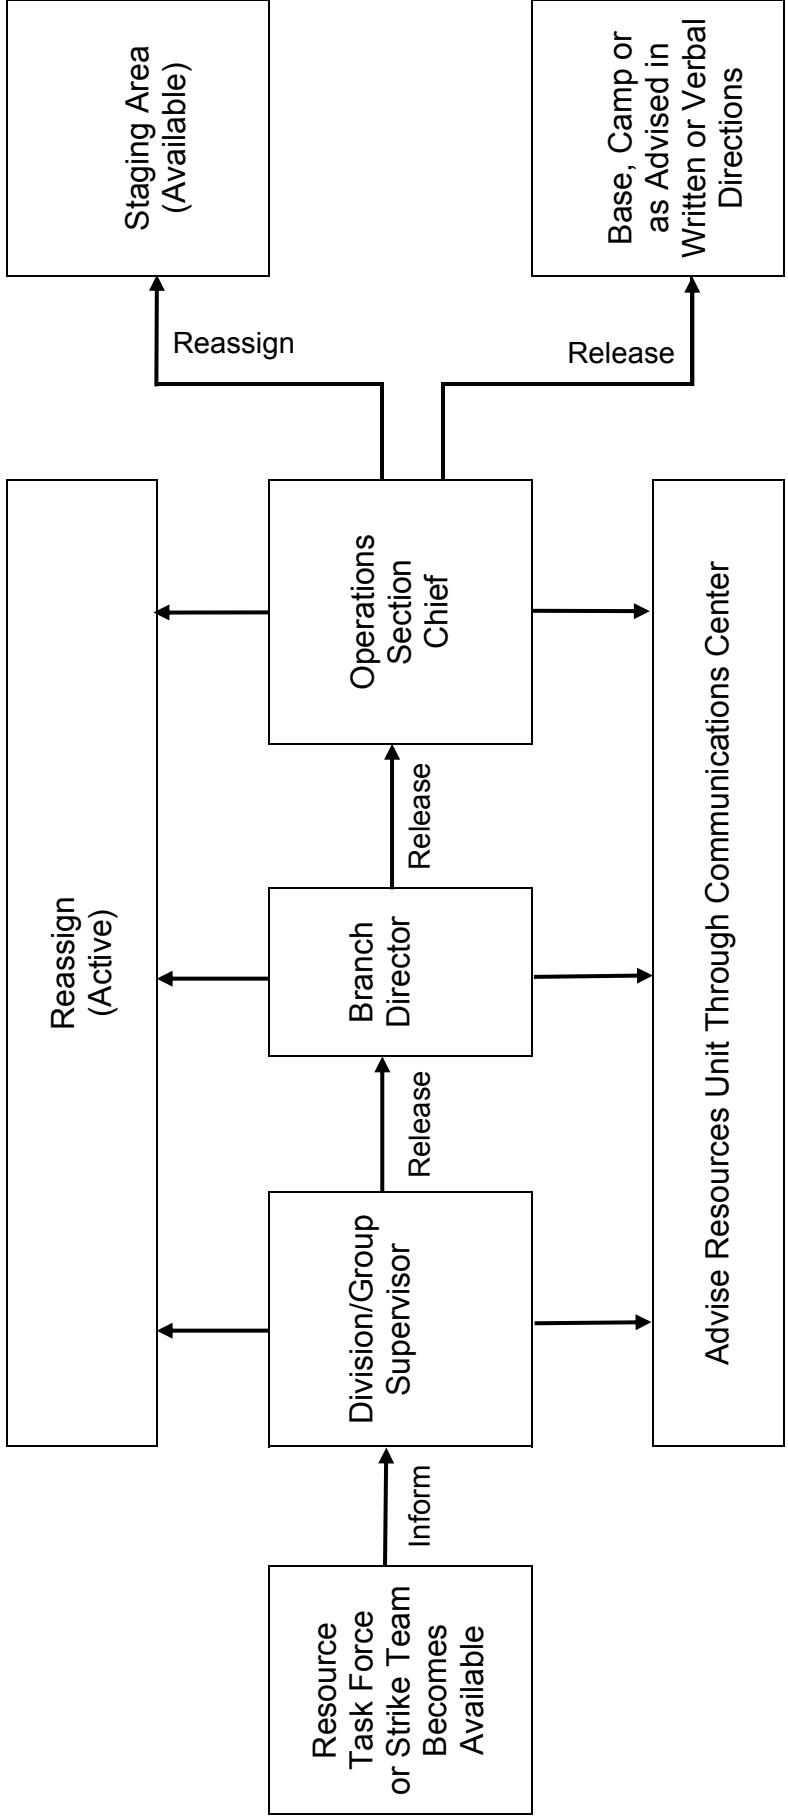 Resource
Task Force
or Strike Team
Becomes
Available
Inform
Division/Group
Supervisor
Release
Branch
Director
Release
Operations
Section
Chief
Reassign
(Active)
Advise Resources Unit Through Communications Center
Reassign
Staging Area
(Available)
Release
Base, Camp or
as Advised in
Written or Verbal
Directions